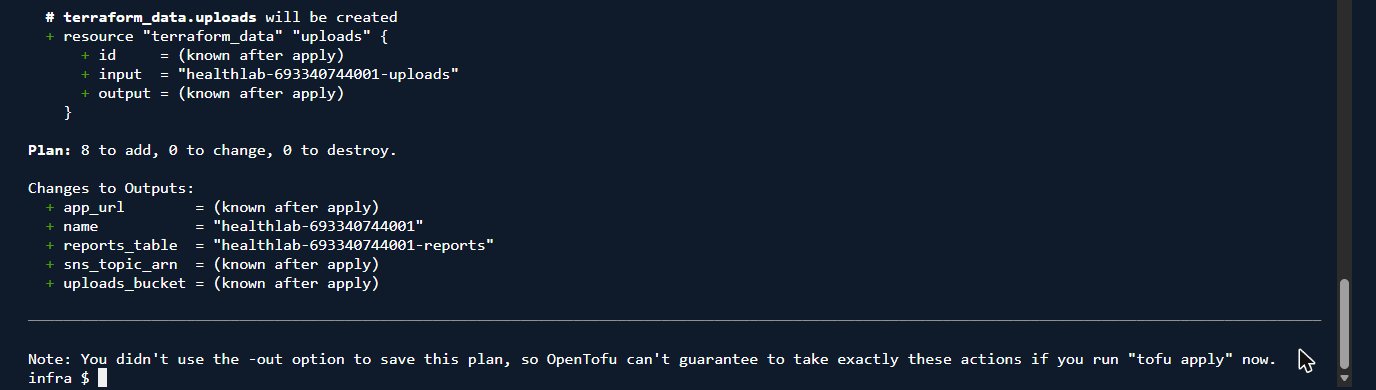 # terraform_data.uploads will be created
+ resource "terraform_data" "uploads" {
+ id     = (known after apply)
+ input  = "healthlab-693340744001-uploads"
+ output = (known after apply)
}
Plan: 8 to add, 0 to change, 0 to destroy.
Changes to Outputs:
+ app_url        = (known after apply)
+ name           = "healthlab-693340744001"
+ reports_table  = "healthlab-693340744001-reports"
+ sns_topic_arn  = (known after apply)
+ uploads_bucket = (known after apply)
Note: You didn't use the -out option to save this plan, so OpenTofu can't guarantee to take exactly these actions if you run "tofu apply" now.
infra $